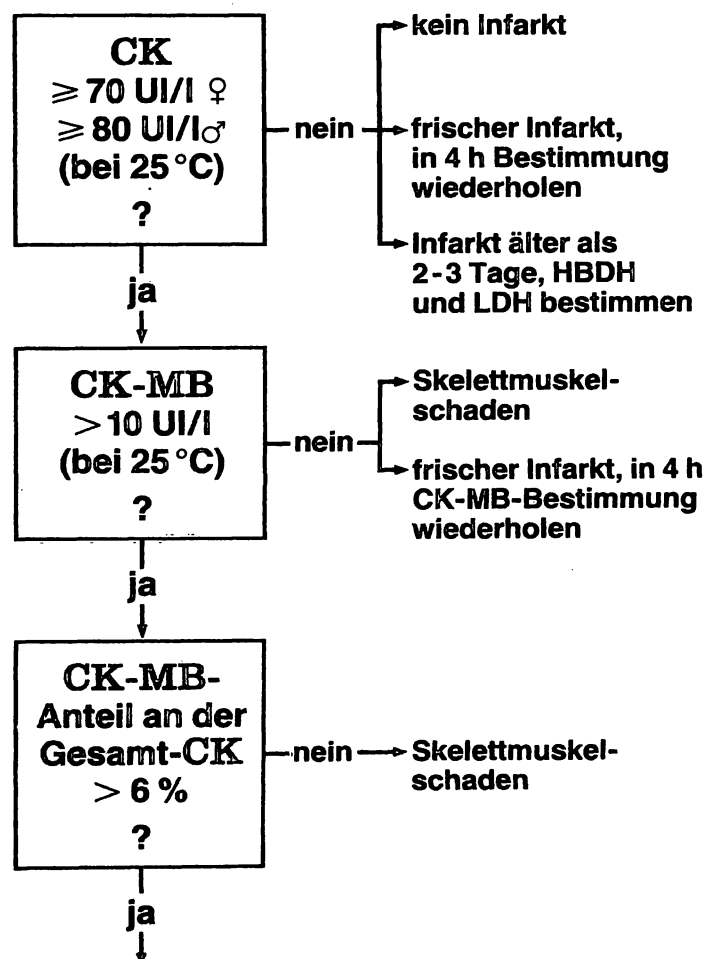 CK
≥ 70 UI/l ♀
≥ 80 UI/l ♂
(bei 25 °C)
?
nein
kein Infarkt
frischer Infarkt,
in 4 h Bestimmung
wiederholen
Infarkt älter als
2-3 Tage, HBDH
und LDH bestimmen
ja
CK-MB
> 10 UI/l
(bei 25 °C)
?
nein
Skelettmuskel-
schaden
frischer Infarkt, in 4 h
CK-MB-Bestimmung
wiederholen
ja
CK-MB-
Anteil an der
Gesamt-CK
> 6 %
?
nein
Skelettmuskel-
schaden
ja